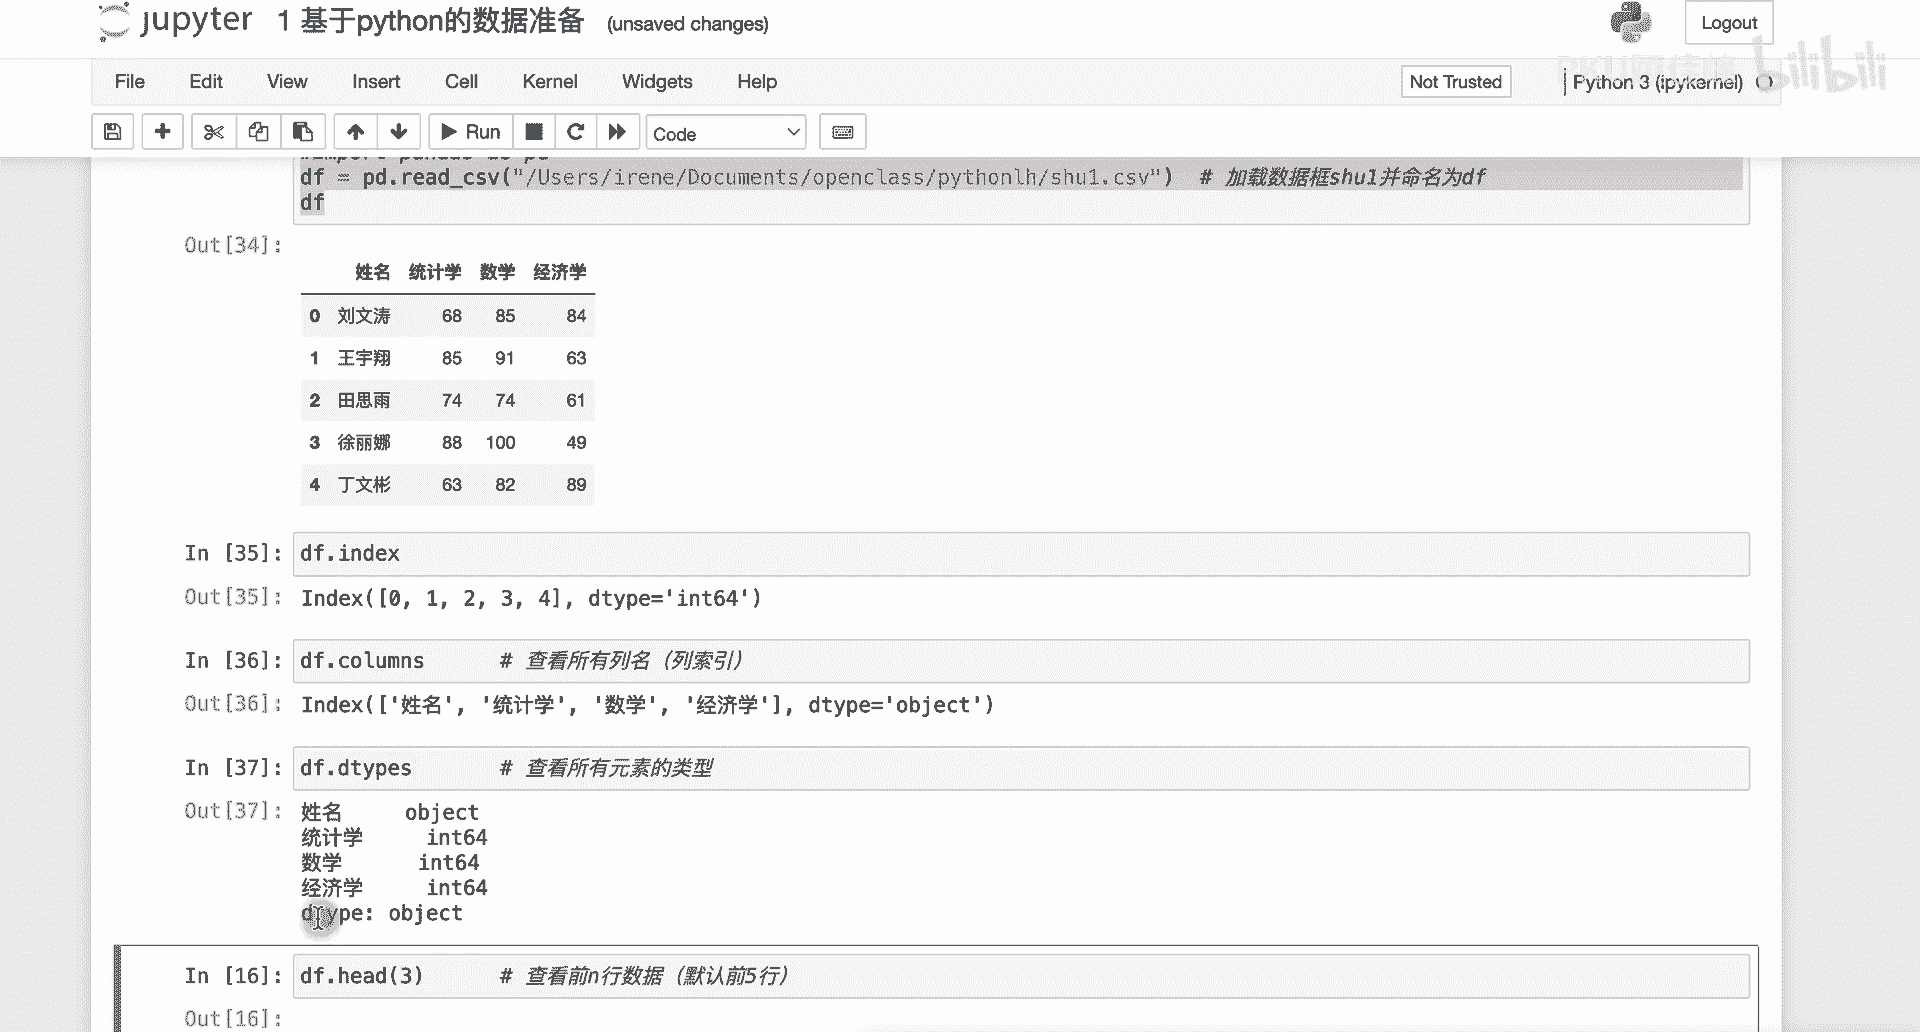 jupyter 1 基于python的数据准备 (unsaved changes)
Logout
bilibili
File Edit View Insert Cell Kernel Widgets Help
Not Trusted
Python 3 (ipykernel)
Run
Code
df = pd.read_csv("/Users/irene/Documents/openclass/pythonlh/shu1.csv") # 加载数据框shu1并命名为df
df
Out[34]:
姓名 统计学 数学 经济学
0 刘文涛 68 85 84
1 王宇翔 85 91 63
2 田思雨 74 74 61
3 徐丽娜 88 100 49
4 丁文彬 63 82 89
In [35]: df.index
Out[35]: Index([0, 1, 2, 3, 4], dtype='int64')
In [36]: df.columns # 查看所有列名（列索引）
Out[36]: Index(['姓名', '统计学', '数学', '经济学'], dtype='object')
In [37]: df.dtypes # 查看所有元素的类型
Out[37]: 姓名 object
统计学 int64
数学 int64
经济学 int64
dtype: object
In [16]: df.head(3) # 查看前n行数据（默认前5行）
Out[16]: